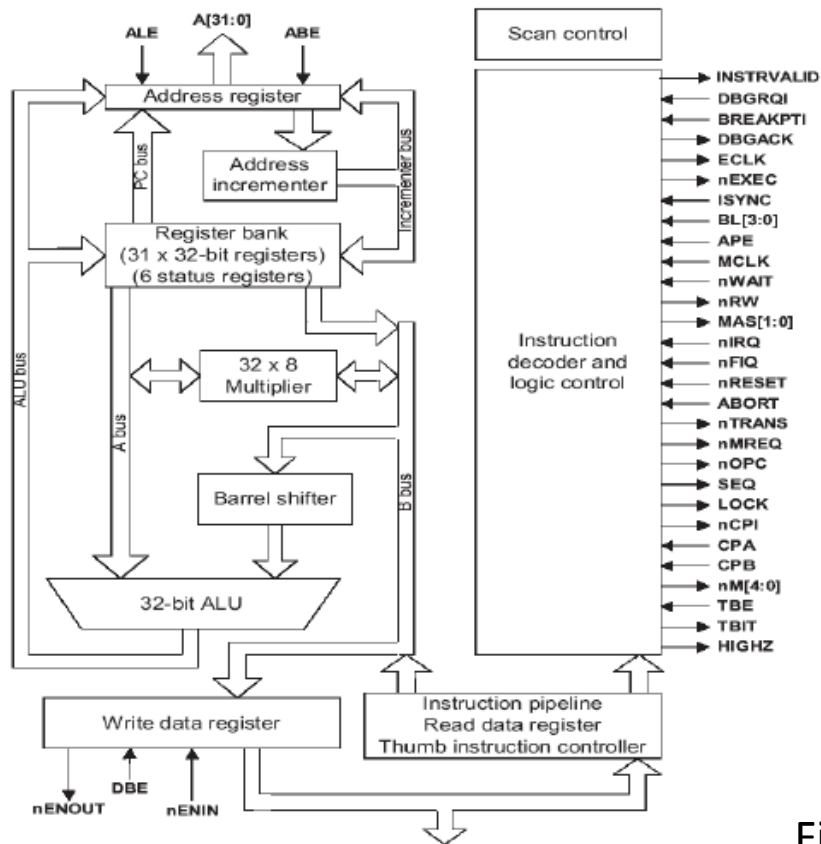 A[31:0]
ALE
ABE
Scan control
Address register
PC bus
Address
incrementer
Incrementer bus
Register bank
(31 x 32-bit registers)
(6 status registers)
ALU bus
A bus
32 x 8
Multiplier
B bus
Barrel shifter
32-bit ALU
Write data register
nENOUT
DBE
nENIN
Instruction pipeline
Read data register
Thumb instruction controller
Instruction
decoder and
logic control
INSTRVALID
DBGRQI
BREAKPTI
DBGACK
ECLK
nEXEC
ISYNC
BL[3:0]
APE
MCLK
nWAIT
nRW
MAS[1:0]
nIRQ
nFIQ
nRESET
ABORT
nTRANS
nMREQ
nOPC
SEQ
LOCK
nCPI
CPA
CPB
nM[4:0]
TBE
TBIT
HIGHZ